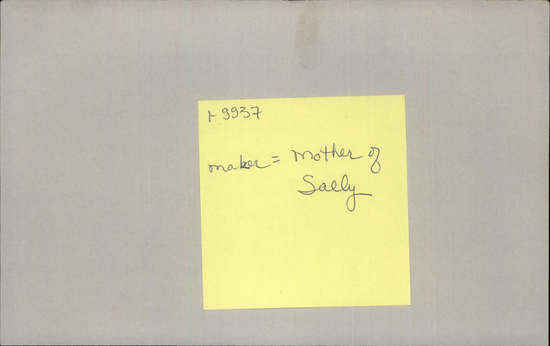 1-9937
maker = Mother of
Sally